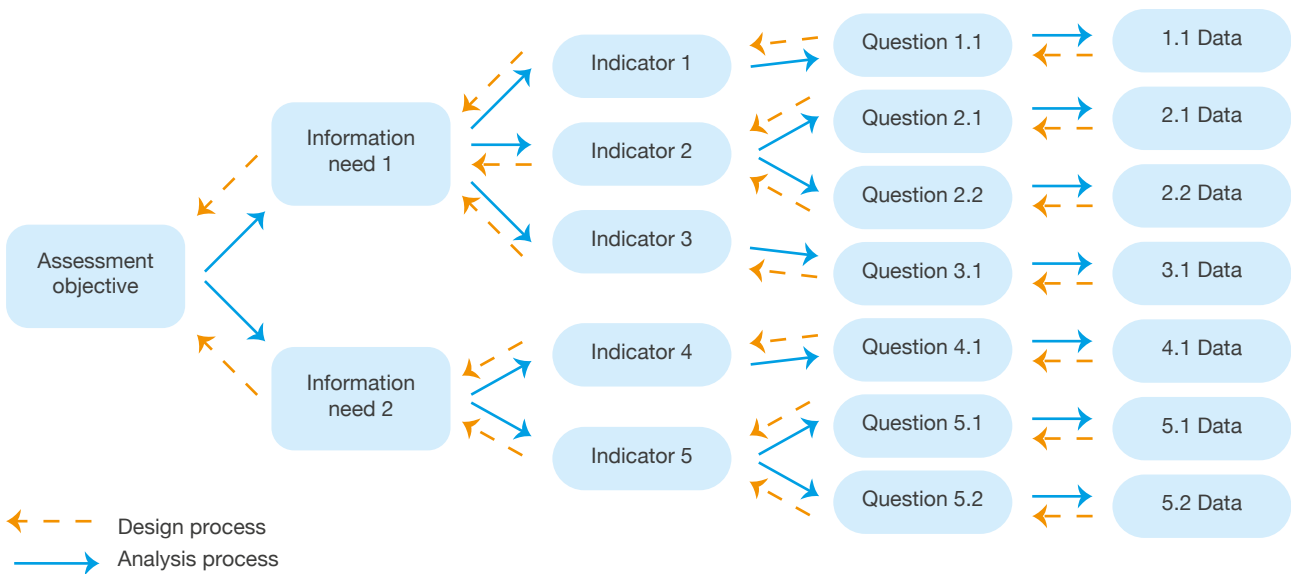 Assessment
objective
Information
need 1
Information
need 2
Indicator 1
Indicator 2
Indicator 3
Indicator 4
Indicator 5
Question 1.1
Question 2.1
Question 2.2
Question 3.1
Question 4.1
Question 5.1
Question 5.2
1.1 Data
2.1 Data
2.2 Data
3.1 Data
4.1 Data
5.1 Data
5.2 Data
Design process
Analysis process